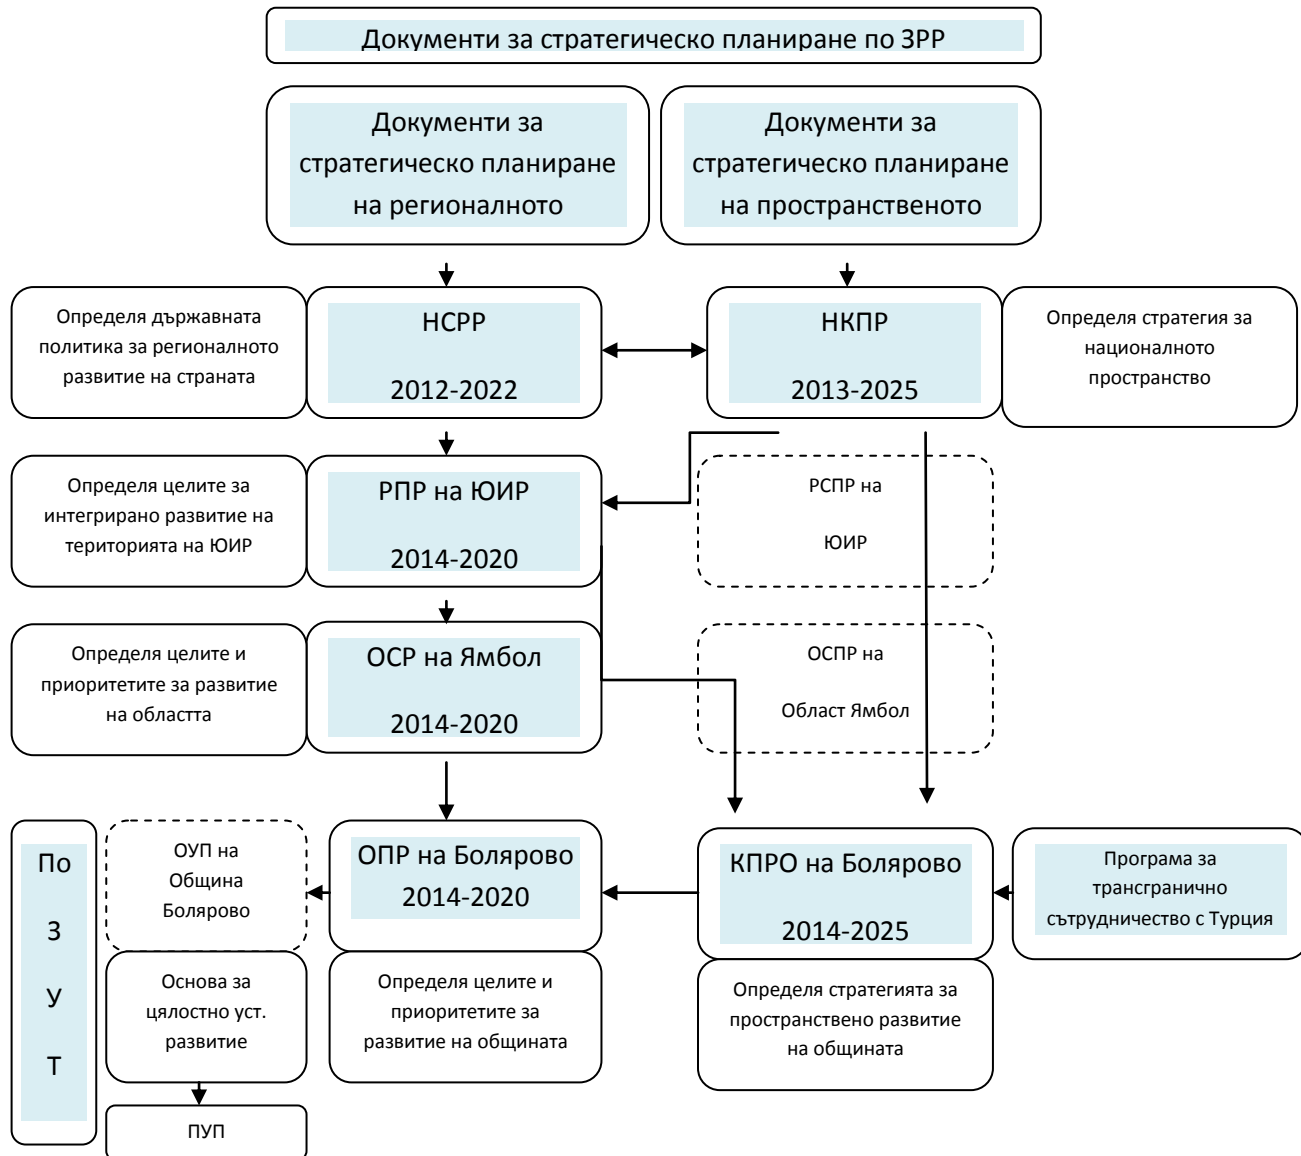 Документи за стратегическо планиране по ЗРР
Документи за
стратегическо планиране
на регионалното
Документи за
стратегическо планиране
на пространственото
Определя държавната
политика за регионалното
развитие на страната
НСРР
2012-2022
НКПР
2013-2025
Определя стратегия за
националното
пространство
Определя целите за
интегрирано развитие на
територията на ЮИР
РПР на ЮИР
2014-2020
РСПР на
ЮИР
Определя целите и
приоритетите за развитие
на областта
ОСР на Ямбол
2014-2020
ОСПР на
Област Ямбол
По
З
У
Т
ОУП на
Община
Болярово
ОПР на Болярово
2014-2020
КПРО на Болярово
2014-2025
Програма за
трансгранично
сътрудничество с Турция
Основа за
цялостно уст.
развитие
Определя целите и
приоритетите за
развитие на общината
Определя стратегията за
пространствено развитие
на общината
ПУП